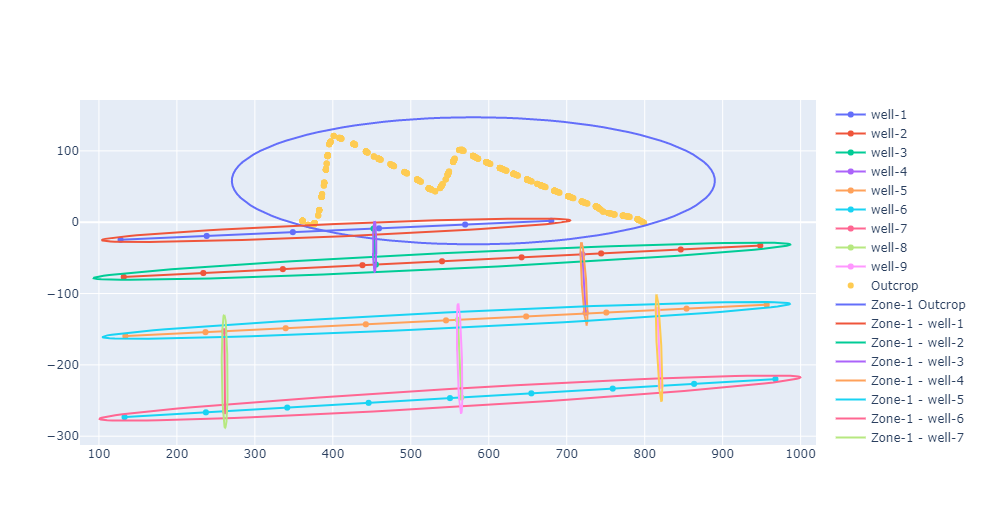 100
0
−100
−200
−300
100 200 300 400 500 600 700 800 900 1000
well-1
well-2
well-3
well-4
well-5
well-6
well-7
well-8
well-9
Outcrop
Zone-1 Outcrop
Zone-1 - well-1
Zone-1 - well-2
Zone-1 - well-3
Zone-1 - well-4
Zone-1 - well-5
Zone-1 - well-6
Zone-1 - well-7